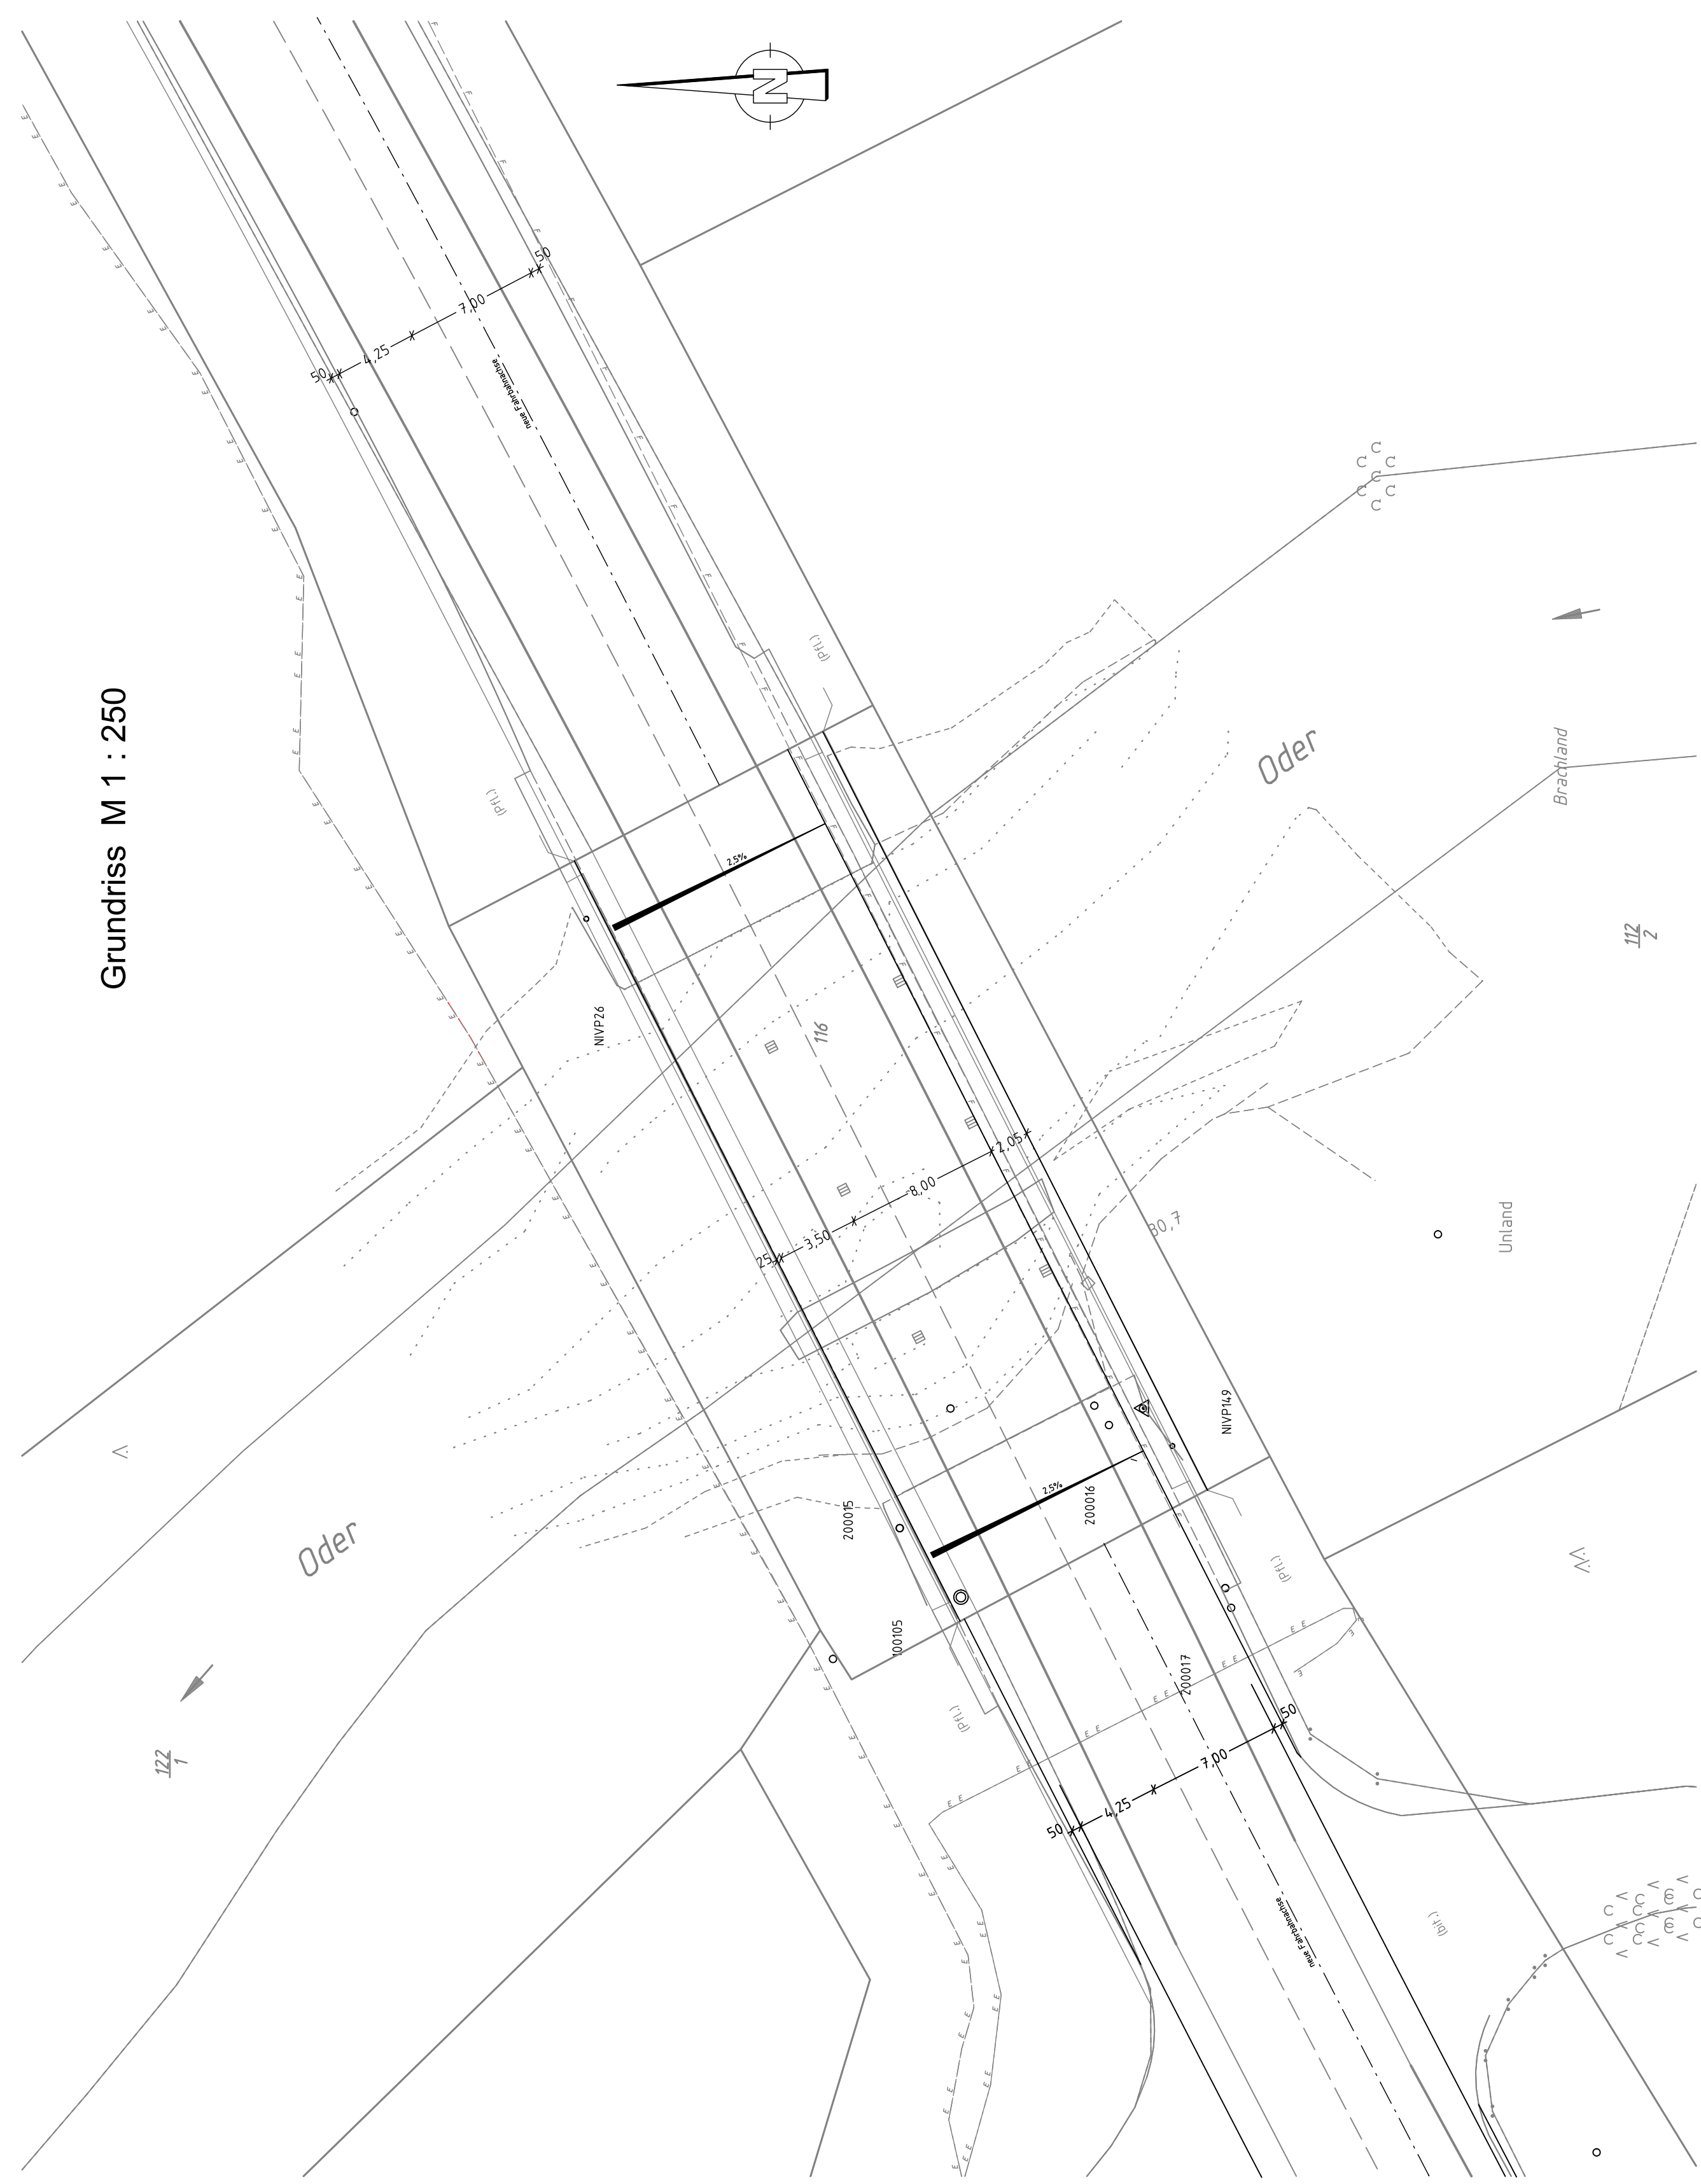 Grundriss M 1 : 250
N
50
7,00
4,25
50
neue Fahrbahnachse
(Pfl.)
Oder
Brachland
(Pfl.)
2.5%
112
2
NIVP26
116
2,05
8,00
3,50
25
30,7
Unland
NIVP149
2.5%
200016
200015
Oder
(Pfl.)
100105
200017
(Pfl.)
122
1
50
7,00
4,25
50
neue Fahrbahnachse
(bit.)